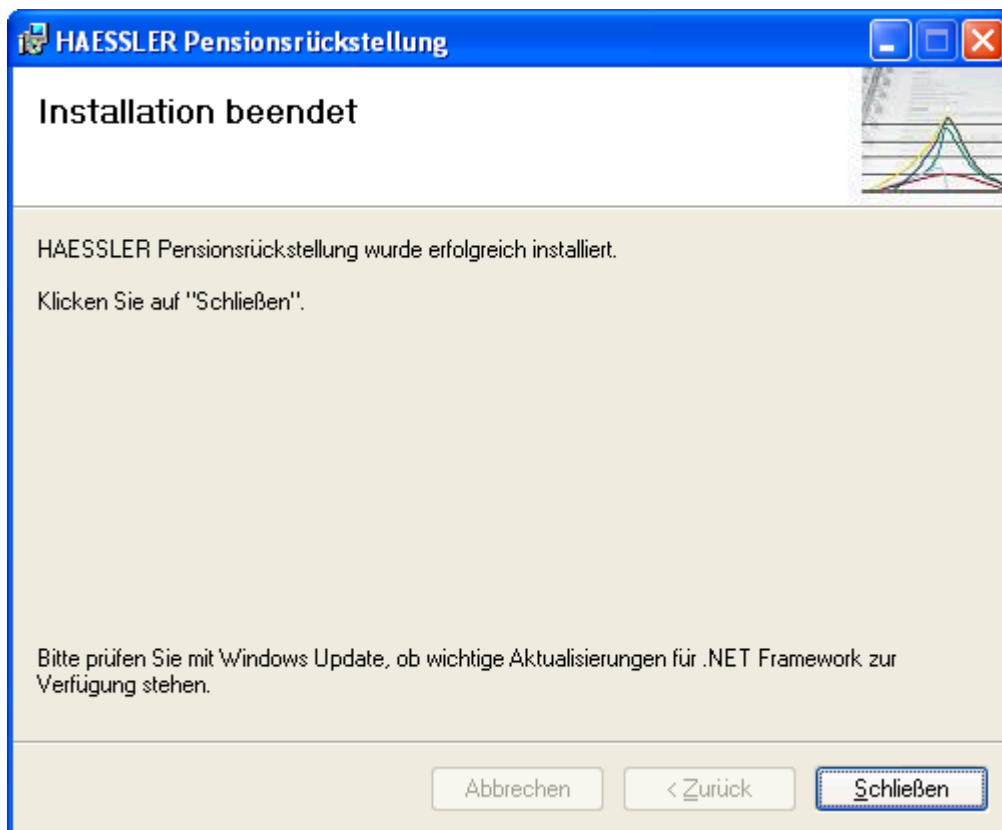 HAESSLER Pensionsrückstellung
Installation beendet
HAESSLER Pensionsrückstellung wurde erfolgreich installiert.
Klicken Sie auf "Schließen".
Bitte prüfen Sie mit Windows Update, ob wichtige Aktualisierungen für .NET Framework zur
Verfügung stehen.
Abbrechen
< Zurück
Schließen